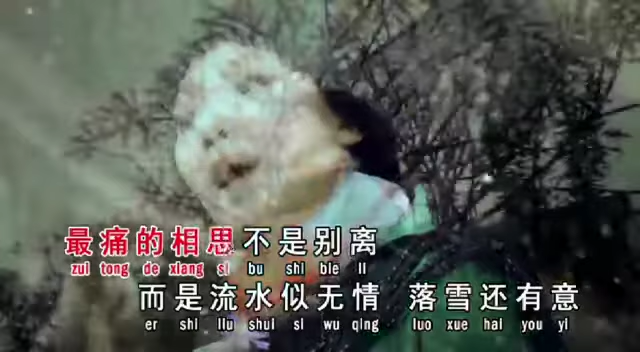 最痛的相思不是别离
zui tong de xiang si bu shi bie li
而是流水似无情 落雪还有意
er shi liu shui si wu qing luo xue hai you yi